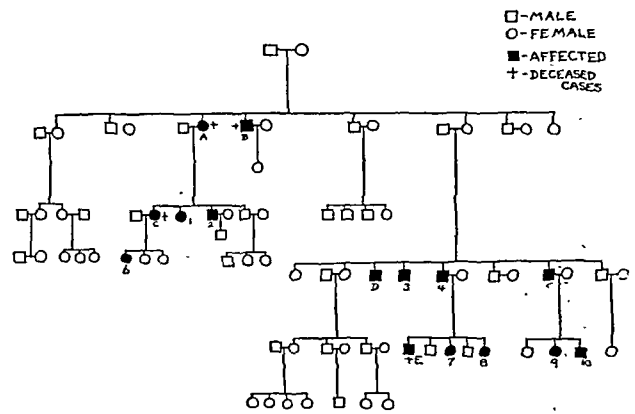 -MALE
-FEMALE
-AFFECTED
+-DECEASED
CASES
A +
+ B
C + 1 2
6
D 3 4
+E 7 8 9 10